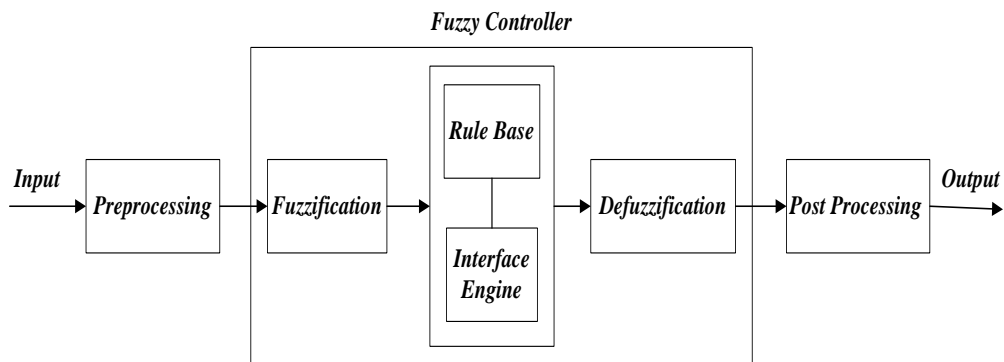 Fuzzy Controller
Input
Preprocessing
Fuzzification
Rule Base
Interface
Engine
Defuzzification
Post Processing
Output